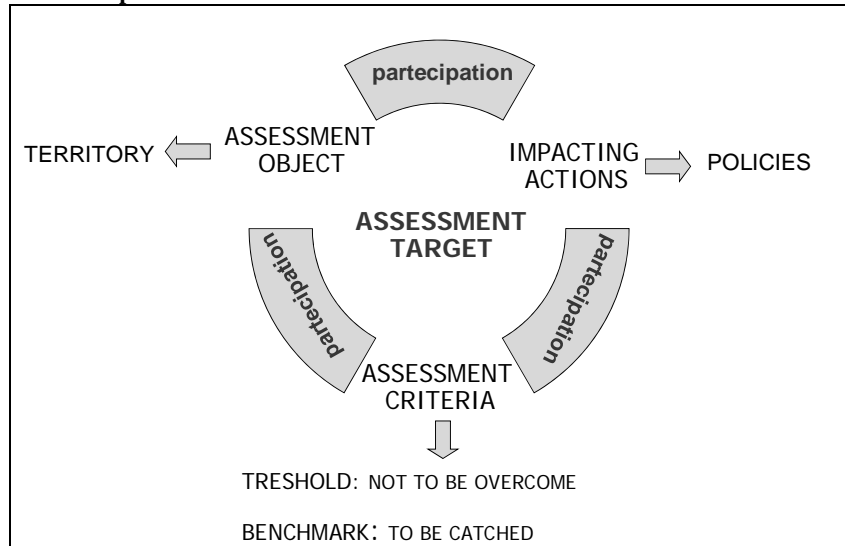 partecipation
ASSESSMENT
OBJECT
TERRITORY
IMPACTING
ACTIONS
POLICIES
ASSESSMENT
TARGET
partecipation
partecipation
ASSESSMENT
CRITERIA
TRESHOLD: NOT TO BE OVERCOME
BENCHMARK: TO BE CATCHED